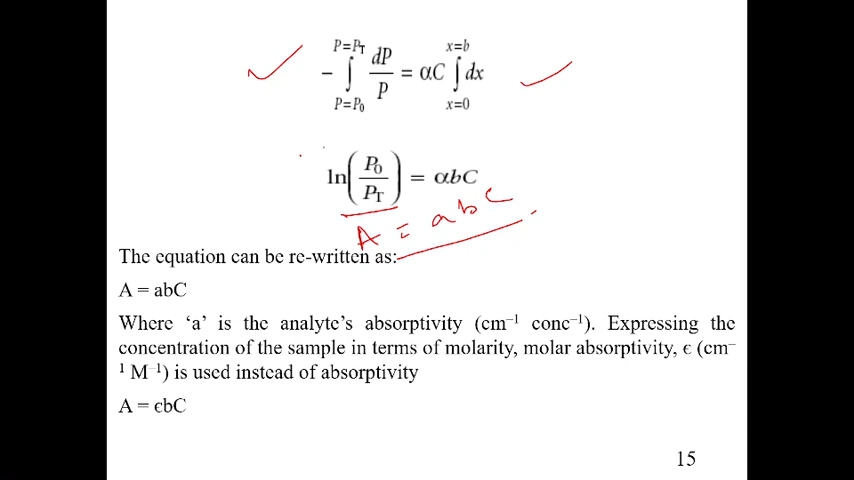 − ∫_{P=P₀}^{P=P_T} dP/P = αC ∫_{x=0}^{x=b} dx
ln(P₀/P_T) = αbC
A = abC
The equation can be re-written as:
A = abC
Where ‘a’ is the analyte’s absorptivity (cm⁻¹ conc⁻¹). Expressing the
concentration of the sample in terms of molarity, molar absorptivity, ϵ (cm⁻
¹ M⁻¹) is used instead of absorptivity
A = ϵbC
15